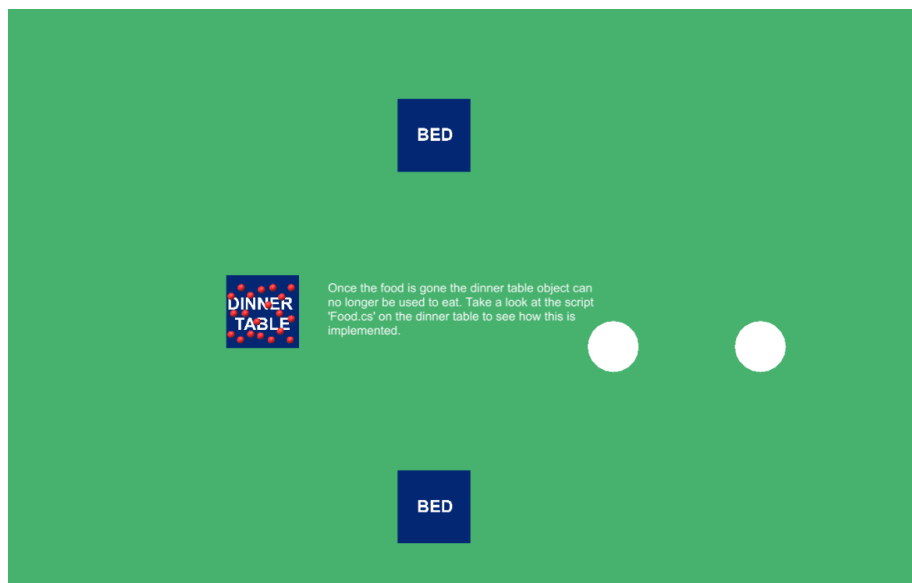 BED
DINNER
TABLE
Once the food is gone the dinner table object can
no longer be used to eat. Take a look at the script
'Food.cs' on the dinner table to see how this is
implemented.
BED